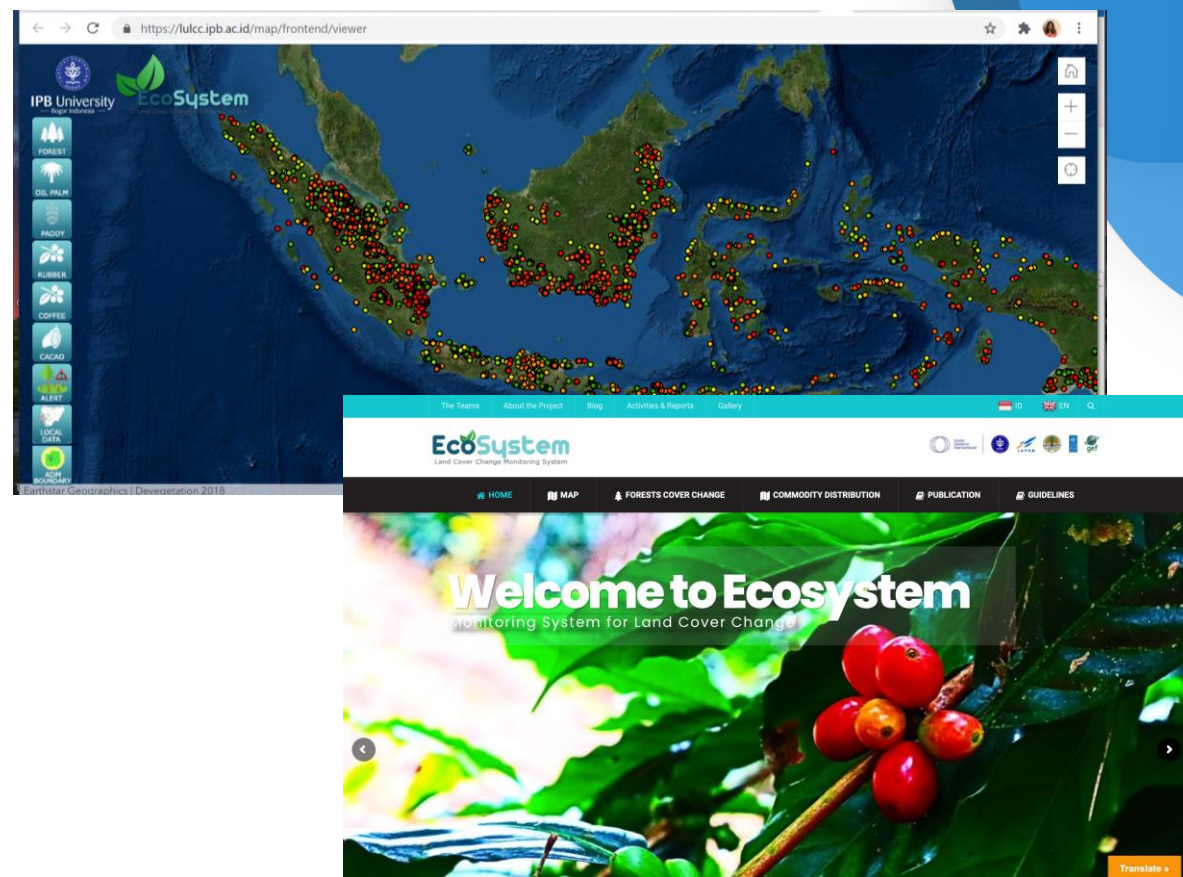 https://lulcc.ipb.ac.id/map/frontend/viewer
IPB University
Bogor Indonesia
EcoSystem
FOREST
OIL PALM
PADDY
RUBBER
COFFEE
CACAO
ALERT
LOCAL
DATA
ADM
BOUNDARY
Earthstar Geographics | Devegetation 2018
The Teams About the Project Blog Activities & Reports Gallery ID EN
EcoSystem
Land Cover Change Monitoring System
gef
HOME MAP FORESTS COVER CHANGE COMMODITY DISTRIBUTION PUBLICATION GUIDELINES
Welcome to Ecosystem
Monitoring System for Land Cover Change
Translate »